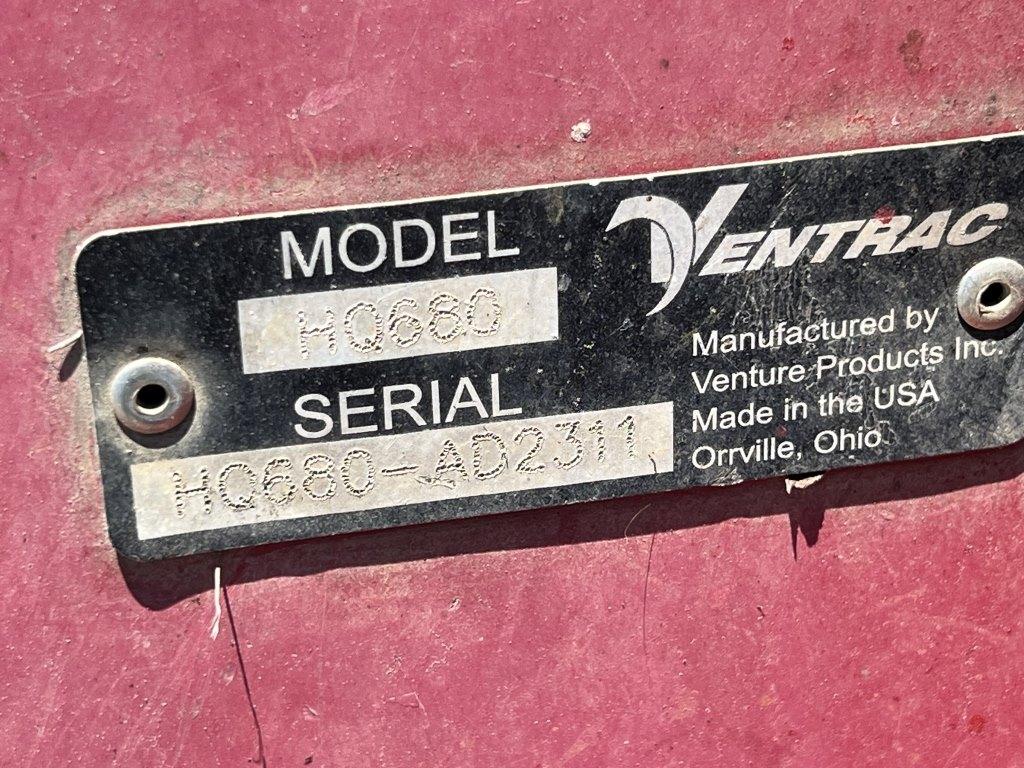 MODEL
HQ680
SERIAL
HQ680-AD2311
VENTRAC
Manufactured by
Venture Products Inc.
Made in the USA
Orrville, Ohio